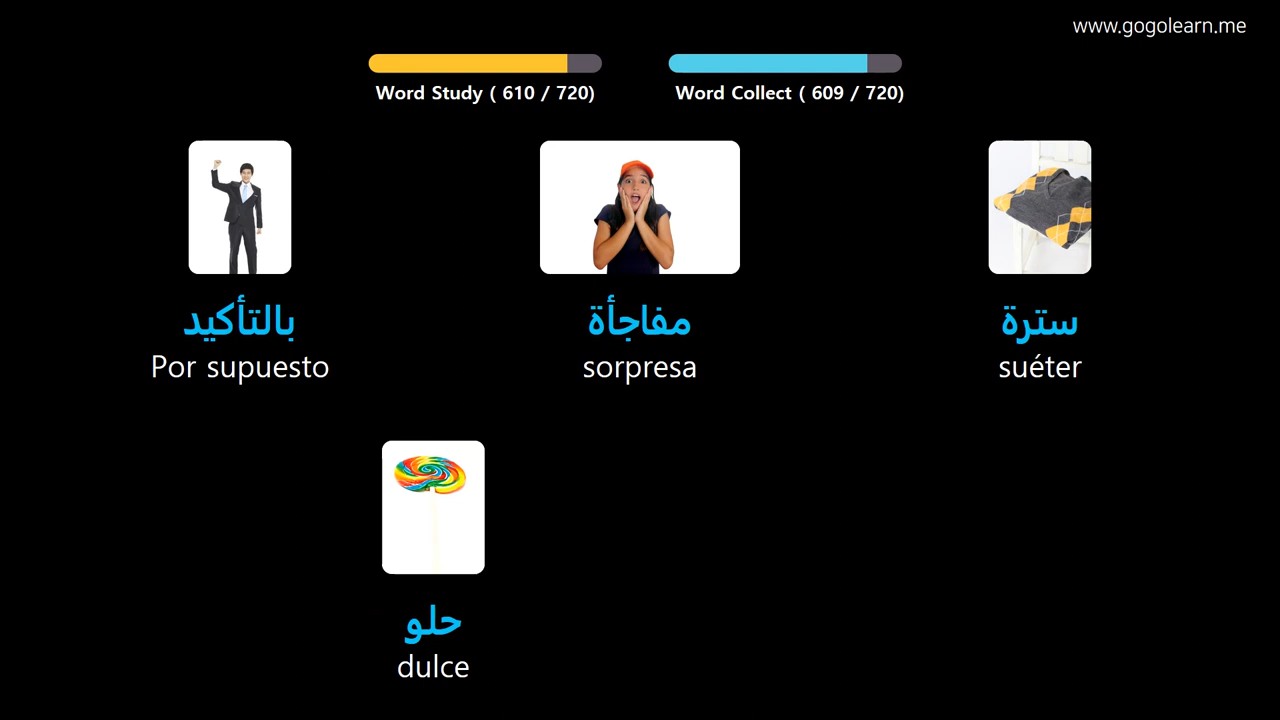 www.gogolearn.me
Word Study ( 610 / 720)
Word Collect ( 609 / 720)
بالتأكيد
Por supuesto
مفاجأة
sorpresa
سترة
suéter
حلو
dulce